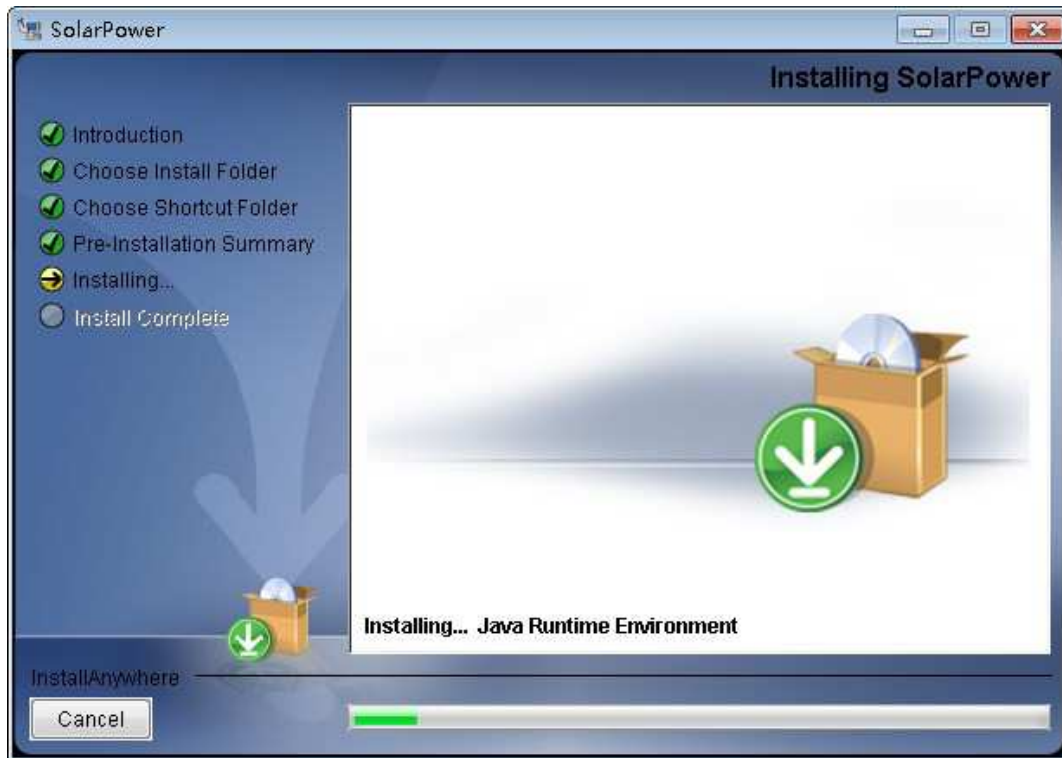 SolarPower
Installing SolarPower
Introduction
Choose Install Folder
Choose Shortcut Folder
Pre-Installation Summary
Installing...
Install Complete
Installing... Java Runtime Environment
InstallAnywhere
Cancel